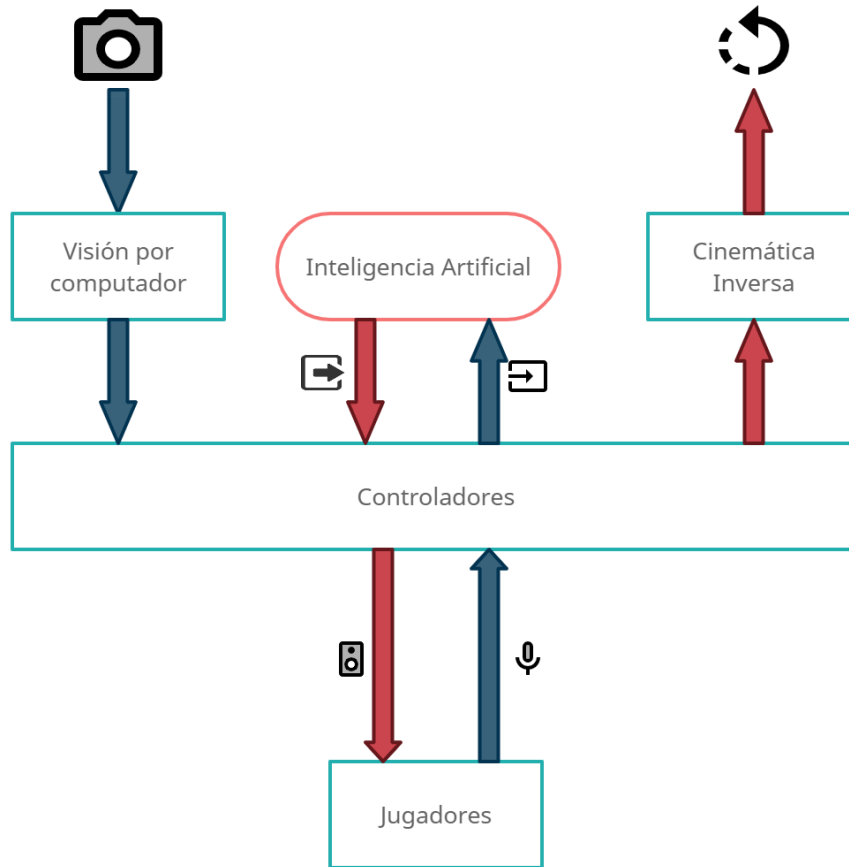 Visión por
computador
Inteligencia Artificial
Cinemática
Inversa
Controladores
Jugadores